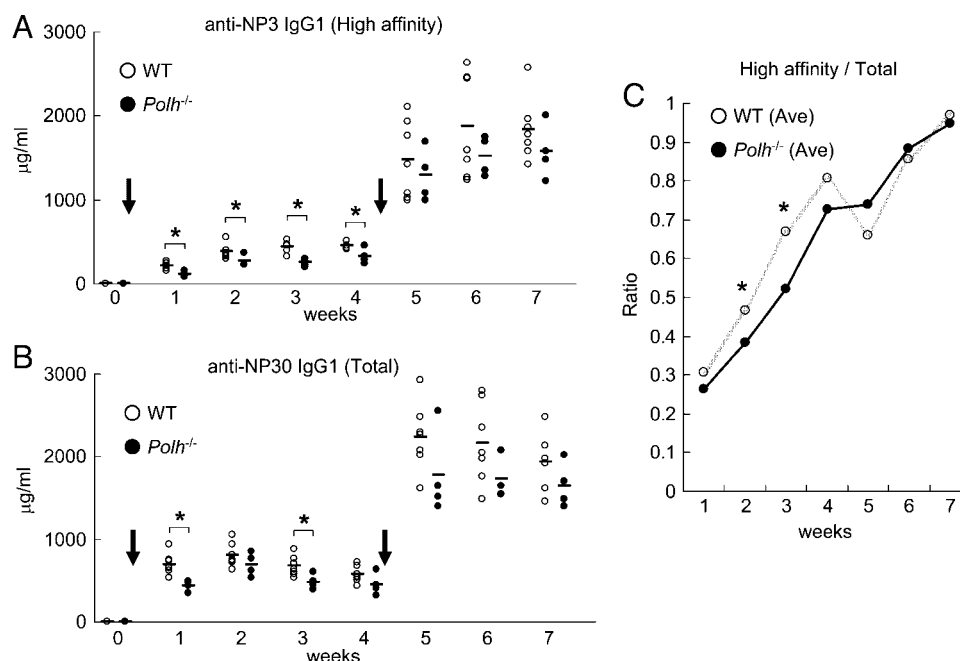 A
anti-NP3 IgG1 (High affinity)
3000
WT
Polh-/-
2000
µg/ml
1000
* * * *
0
0 1 2 3 4 5 6 7
weeks
B
anti-NP30 IgG1 (Total)
3000
WT
Polh-/-
2000
µg/ml
1000
* *
0
0 1 2 3 4 5 6 7
weeks
C
High affinity / Total
1
WT (Ave)
0.9
Polh-/- (Ave)
0.8
0.7
*
0.6
*
0.5
Ratio
0.4
0.3
0.2
0.1
0
1 2 3 4 5 6 7
weeks